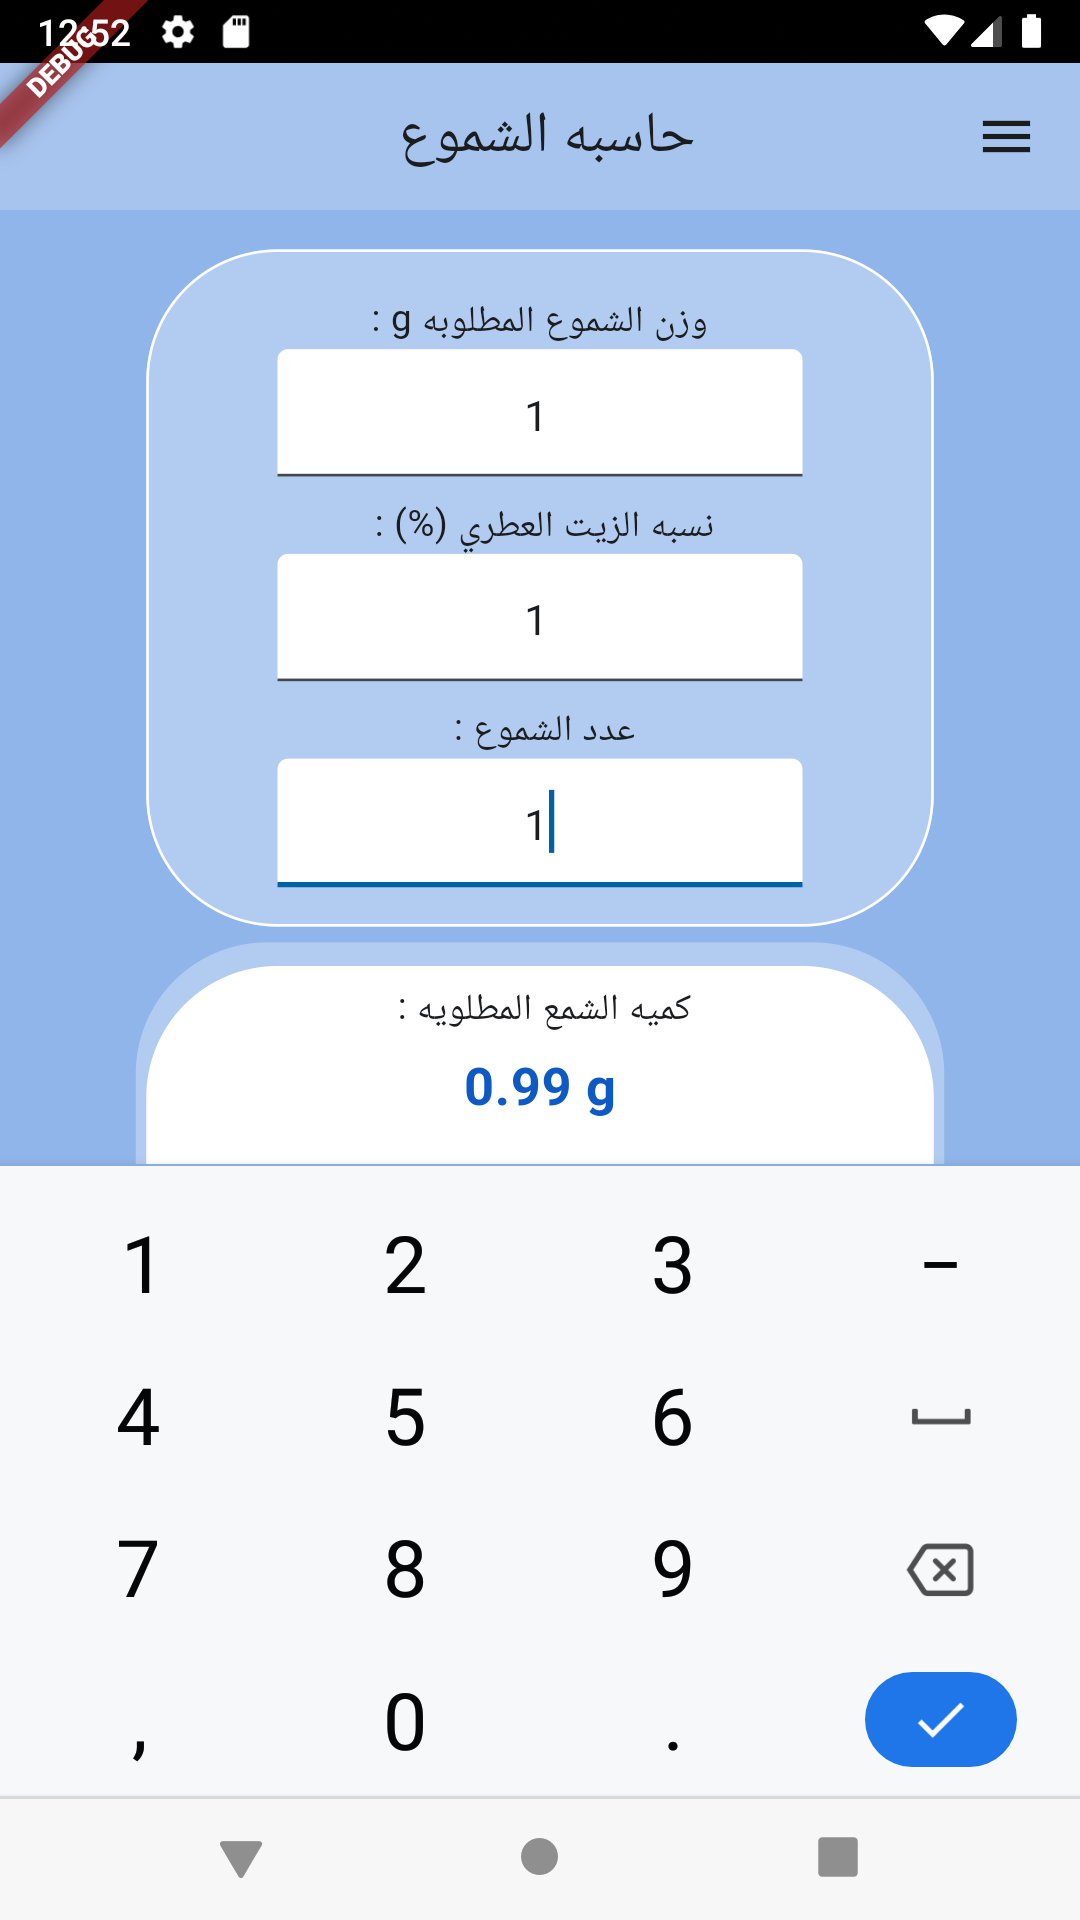 12:52
DEBUG
حاسبه الشموع
وزن الشموع المطلوبه g :
1
نسبه الزيت العطري (%) :
1
عدد الشموع :
1
كميه الشمع المطلويه :
0.99 g
1 2 3 –
4 5 6
7 8 9
, 0 .